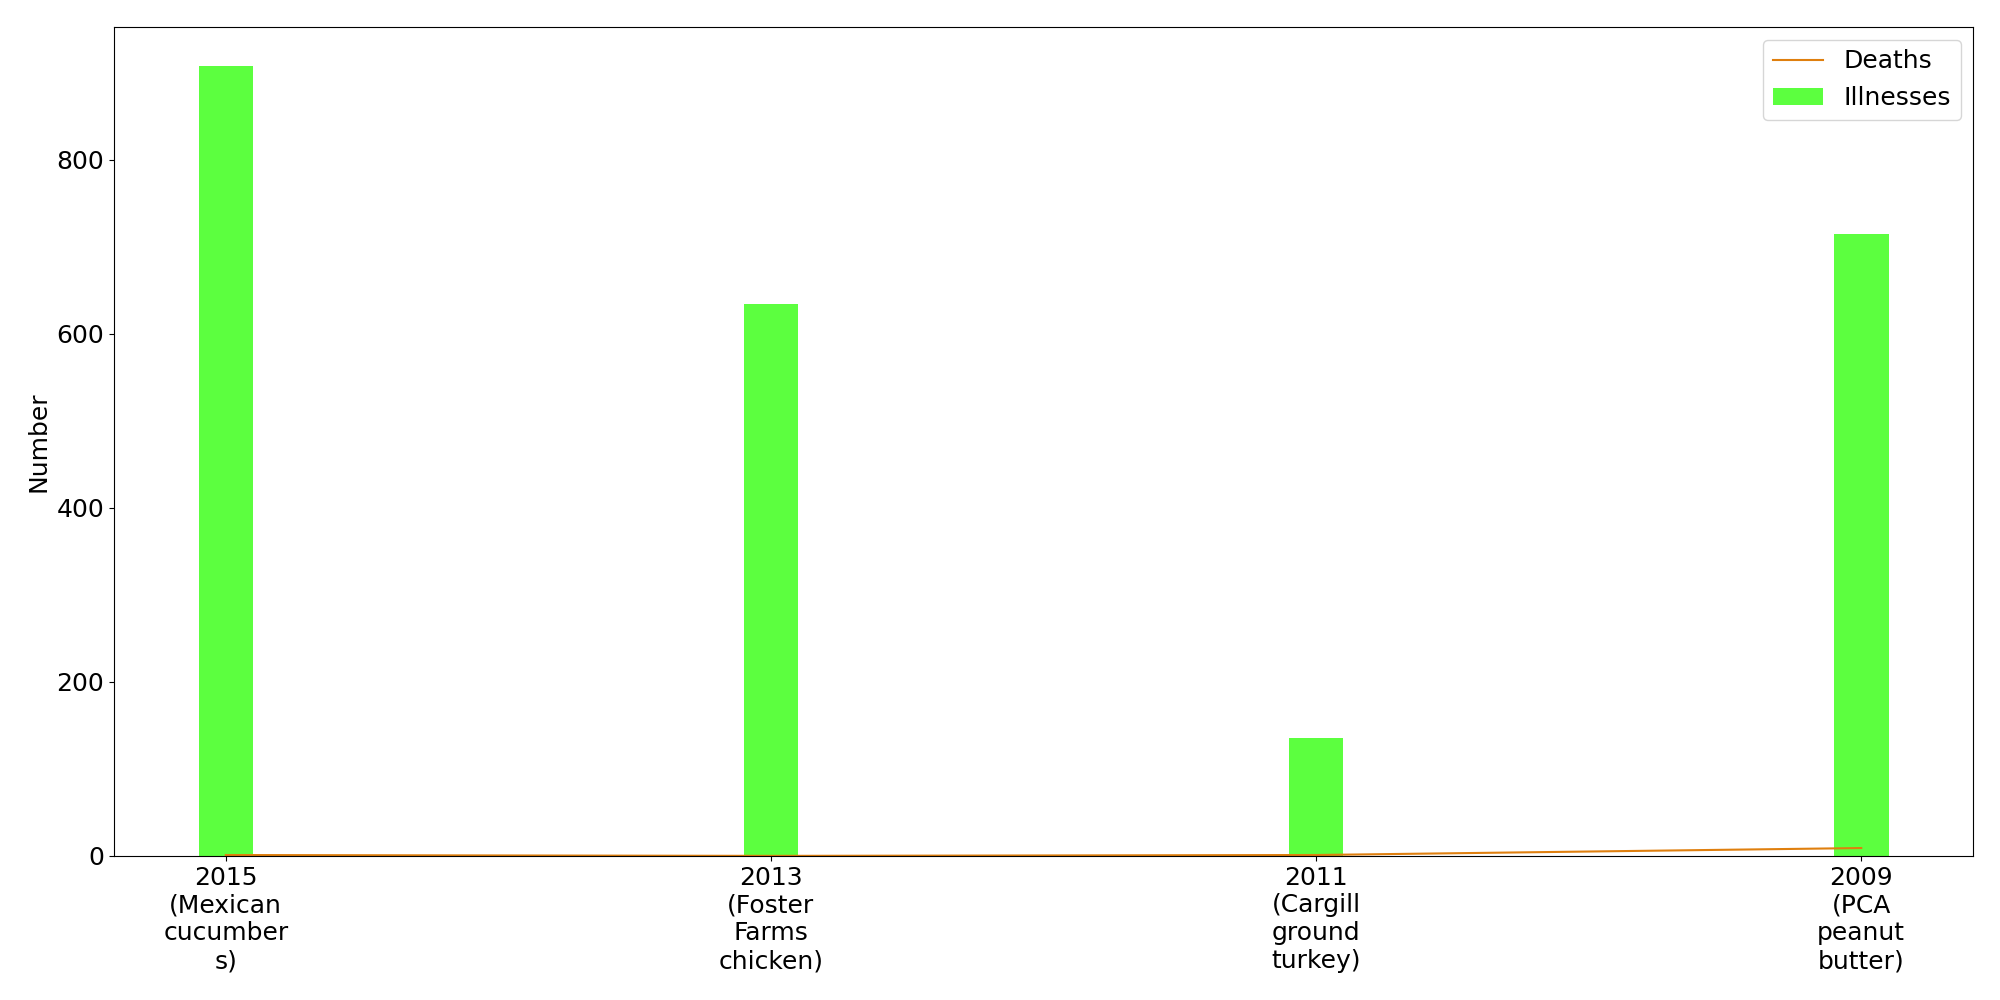 Deaths
Illnesses
Number
800
600
400
200
0
2015
(Mexican
cucumber
s)
2013
(Foster
Farms
chicken)
2011
(Cargill
ground
turkey)
2009
(PCA
peanut
butter)